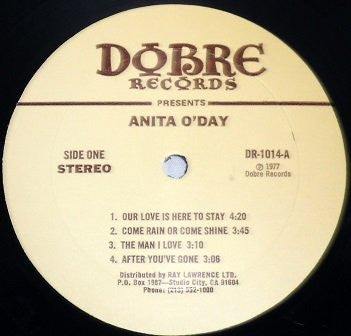 DOBRE
RECORDS
PRESENTS
ANITA O'DAY
SIDE ONE
STEREO
DR-1014-A
℗ 1977
Dobre Records
1. OUR LOVE IS HERE TO STAY 4:20
2. COME RAIN OR COME SHINE 3:45
3. THE MAN I LOVE 3:10
4. AFTER YOU'VE GONE 3:06
Distributed by RAY LAWRENCE LTD.
P.O. Box 1987—Studio City, CA 91604
Phone: (213)